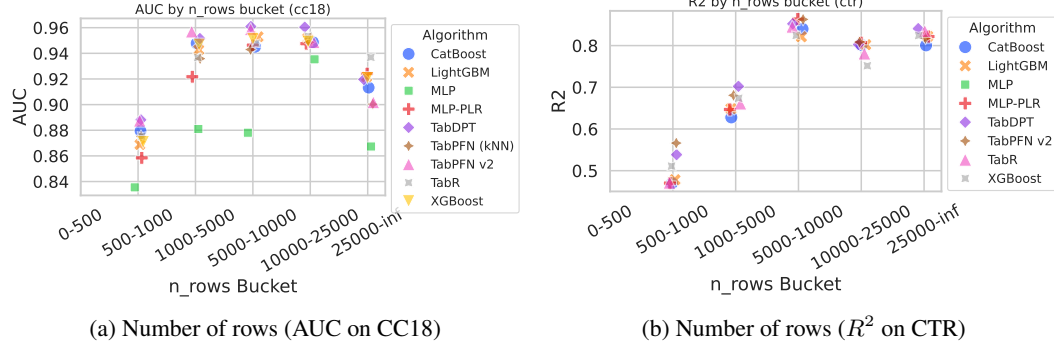 AUC by n_rows bucket (cc18)
0.96
0.94
0.92
0.90
0.88
0.86
0.84
AUC
0-500
500-1000
1000-5000
5000-10000
10000-25000
25000-inf
n_rows Bucket
Algorithm
CatBoost
LightGBM
MLP
MLP-PLR
TabDPT
TabPFN (kNN)
TabPFN v2
TabR
XGBoost
(a) Number of rows (AUC on CC18)
R2 by n_rows bucket (ctr)
0.8
0.7
0.6
0.5
R2
0-500
500-1000
1000-5000
5000-10000
10000-25000
25000-inf
n_rows Bucket
Algorithm
CatBoost
LightGBM
MLP
MLP-PLR
TabDPT
TabPFN v2
TabR
XGBoost
(b) Number of rows (R² on CTR)